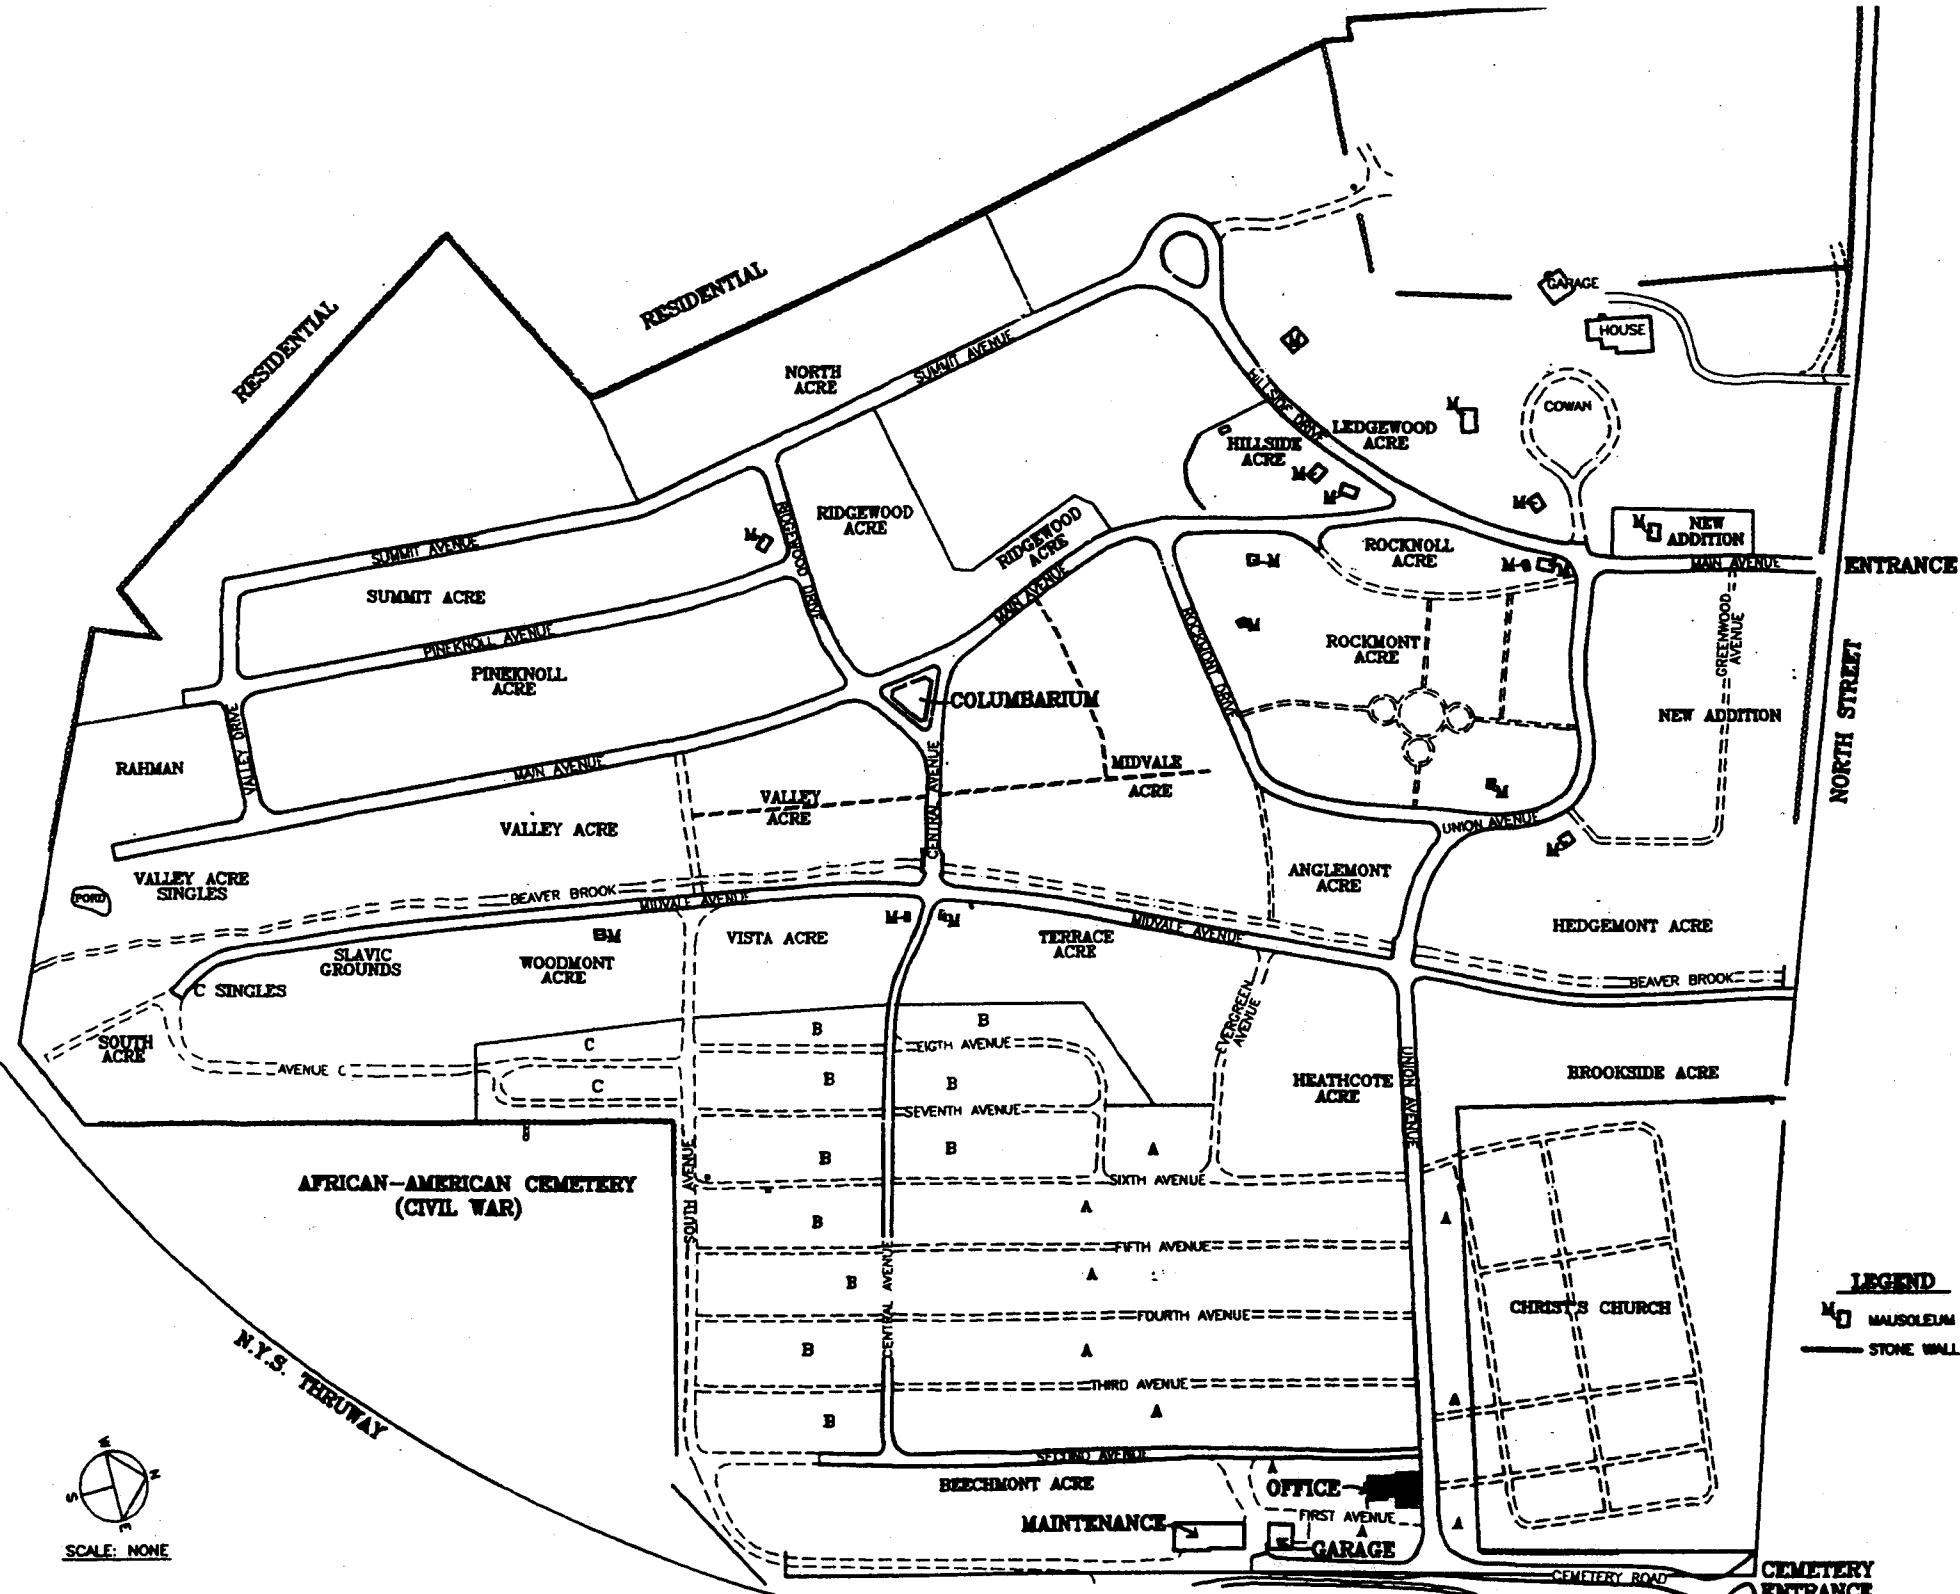 RESIDENTIAL
RESIDENTIAL
GARAGE
HOUSE
NORTH
ACRE
SUMMIT AVENUE
HILLSIDE DRIVE
M
M
COWAN
LEDGEWOOD
ACRE
HILLSIDE
ACRE
M
M
M
RIDGEWOOD
ACRE
RIDGEWOOD
ACRE
M
NEW
ADDITION
SUMMIT AVENUE
M
RIDGEWOOD DRIVE
ROCKNOLL
ACRE
M
M
M
MAIN AVENUE
ENTRANCE
SUMMIT ACRE
MAIN AVENUE
PINEKNOLL AVENUE
M
ROCKMONT DRIVE
ROCKMONT
ACRE
GREENWOOD
AVENUE
NORTH STREET
PINEKNOLL
ACRE
COLUMBARIUM
NEW ADDITION
VALLEY DRIVE
RAHMAN
MAIN AVENUE
CENTRAL AVENUE
MIDVALE
ACRE
M
VALLEY
ACRE
VALLEY ACRE
UNION AVENUE
M
VALLEY ACRE
SINGLES
POND
ANGLEMONT
ACRE
BEAVER BROOK
MIDVALE AVENUE
M
M
MIDVALE AVENUE
HEDGEMONT ACRE
M
VISTA ACRE
TERRACE
ACRE
SLAVIC
GROUNDS
WOODMONT
ACRE
C SINGLES
BEAVER BROOK
EVERGREEN
AVENUE
SOUTH
ACRE
B
B
C
EIGTH AVENUE
AVENUE C
C
B
B
HEATHCOTE
ACRE
UNION AVENUE
BROOKSIDE ACRE
SEVENTH AVENUE
B
B
A
AFRICAN-AMERICAN CEMETERY
(CIVIL WAR)
SOUTH AVENUE
SIXTH AVENUE
B
A
A
FIFTH AVENUE
B
CENTRAL AVENUE
A
CHRIST'S CHURCH
LEGEND
M MAUSOLEUM
STONE WALL
FOURTH AVENUE
B
A
N.Y.S. THRUWAY
THIRD AVENUE
A
B
A
SECOND AVENUE
BEECHMONT ACRE
A
OFFICE
FIRST AVENUE
MAINTENANCE
A
A
GARAGE
CEMETERY ROAD
CEMETERY
ENTRANCE
W
N
S
E
SCALE: NONE